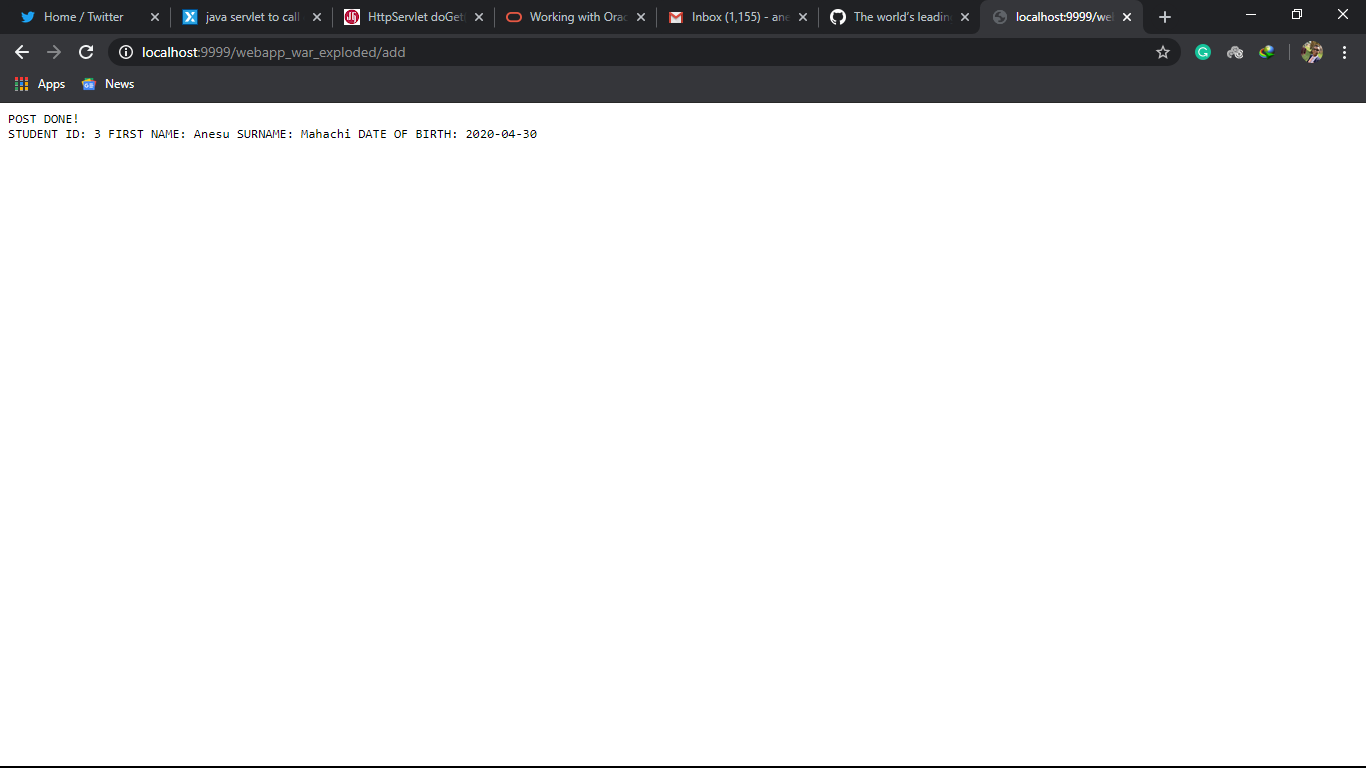 Home / Twitter
java servlet to call
HttpServlet doGet
Working with Orac
Inbox (1,155) - ane
The world's leadin
localhost:9999/we
localhost:9999/webapp_war_exploded/add
Apps
News
POST DONE!
STUDENT ID: 3 FIRST NAME: Anesu SURNAME: Mahachi DATE OF BIRTH: 2020-04-30